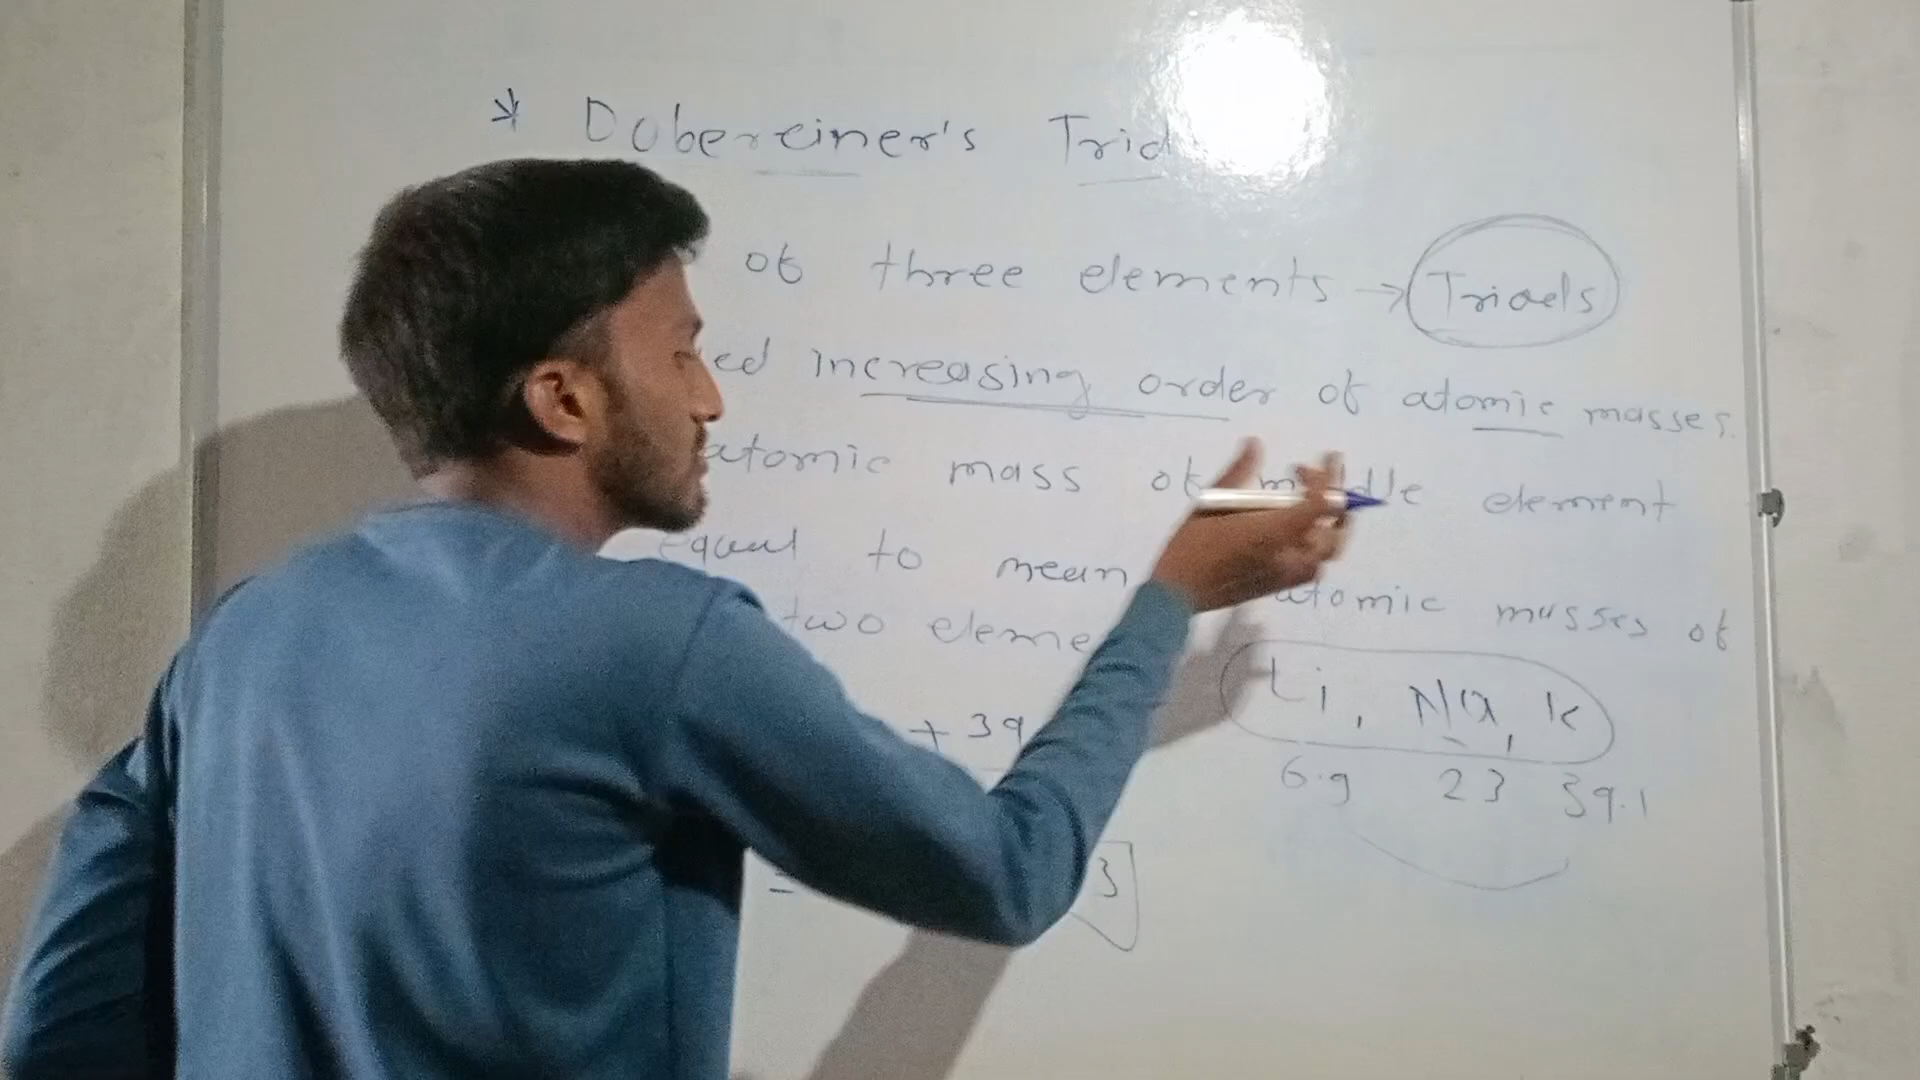 * Dobereiner's Trid
of three elements → Triads
ed increasing order of atomic masses.
atomic mass of middle element
equal to mean atomic masses of
two eleme
Li, Na, K
+ 39
6.9 23 39.1
= 3